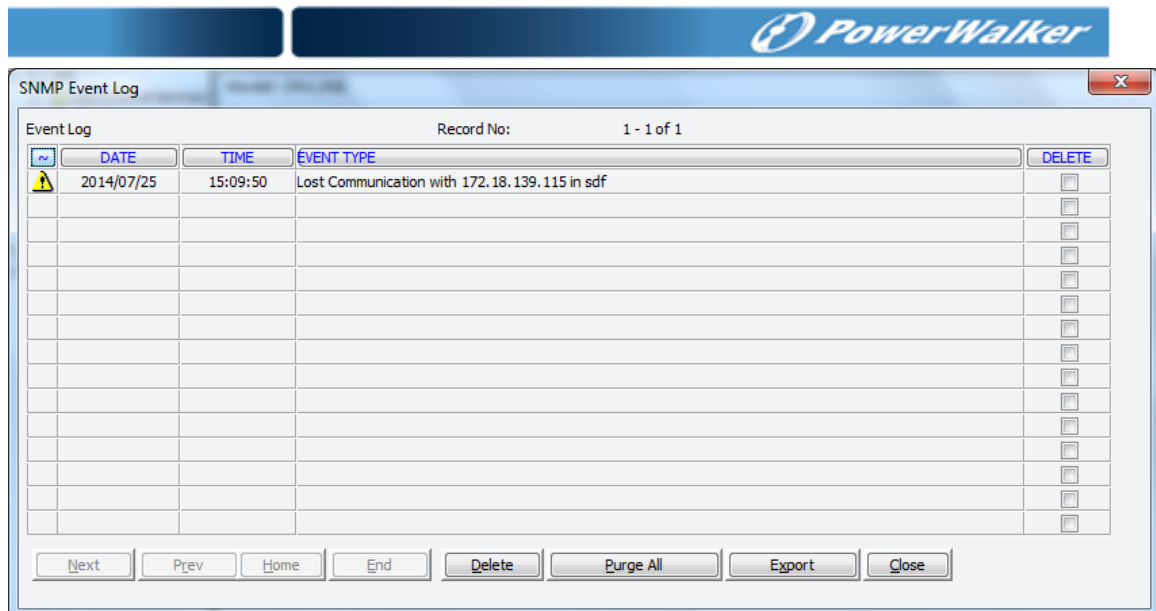 PowerWalker
SNMP Event Log
Event Log Record No: 1 - 1 of 1
~ DATE TIME EVENT TYPE DELETE
2014/07/25 15:09:50 Lost Communication with 172.18.139.115 in sdf
Next Prev Home End Delete Purge All Export Close